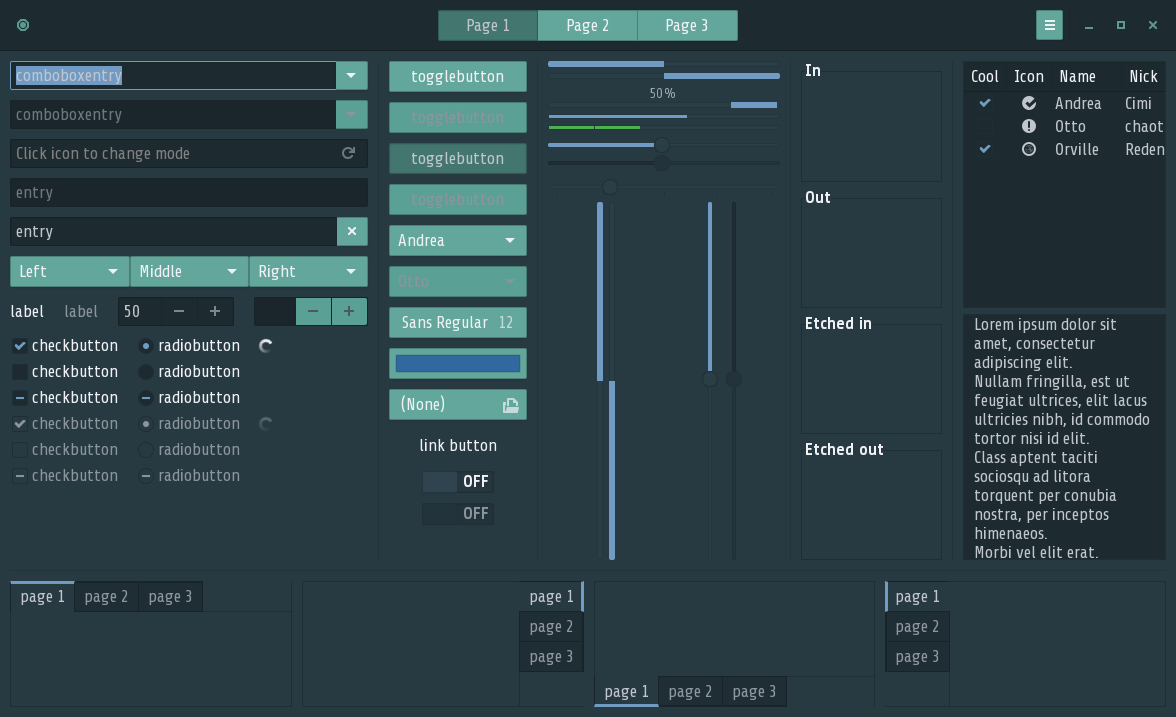 Page 1 Page 2 Page 3
comboboxentry
comboboxentry
Click icon to change mode
entry
entry
Left Middle Right
label label 50
checkbutton radiobutton
checkbutton radiobutton
checkbutton radiobutton
checkbutton radiobutton
checkbutton radiobutton
checkbutton radiobutton
togglebutton
togglebutton
togglebutton
togglebutton
Andrea
Otto
Sans Regular 12
(None)
link button
OFF
OFF
50%
In
Out
Etched in
Etched out
Cool Icon Name Nick
Andrea Cimi
Otto chaot
Orville Reden
Lorem ipsum dolor sit
amet, consectetur
adipiscing elit.
Nullam fringilla, est ut
feugiat ultrices, elit lacus
ultricies nibh, id commodo
tortor nisi id elit.
Class aptent taciti
sociosqu ad litora
torquent per conubia
nostra, per inceptos
himenaeos.
Morbi vel elit erat.
page 1 page 2 page 3
page 1
page 2
page 3
page 1 page 2 page 3
page 1
page 2
page 3